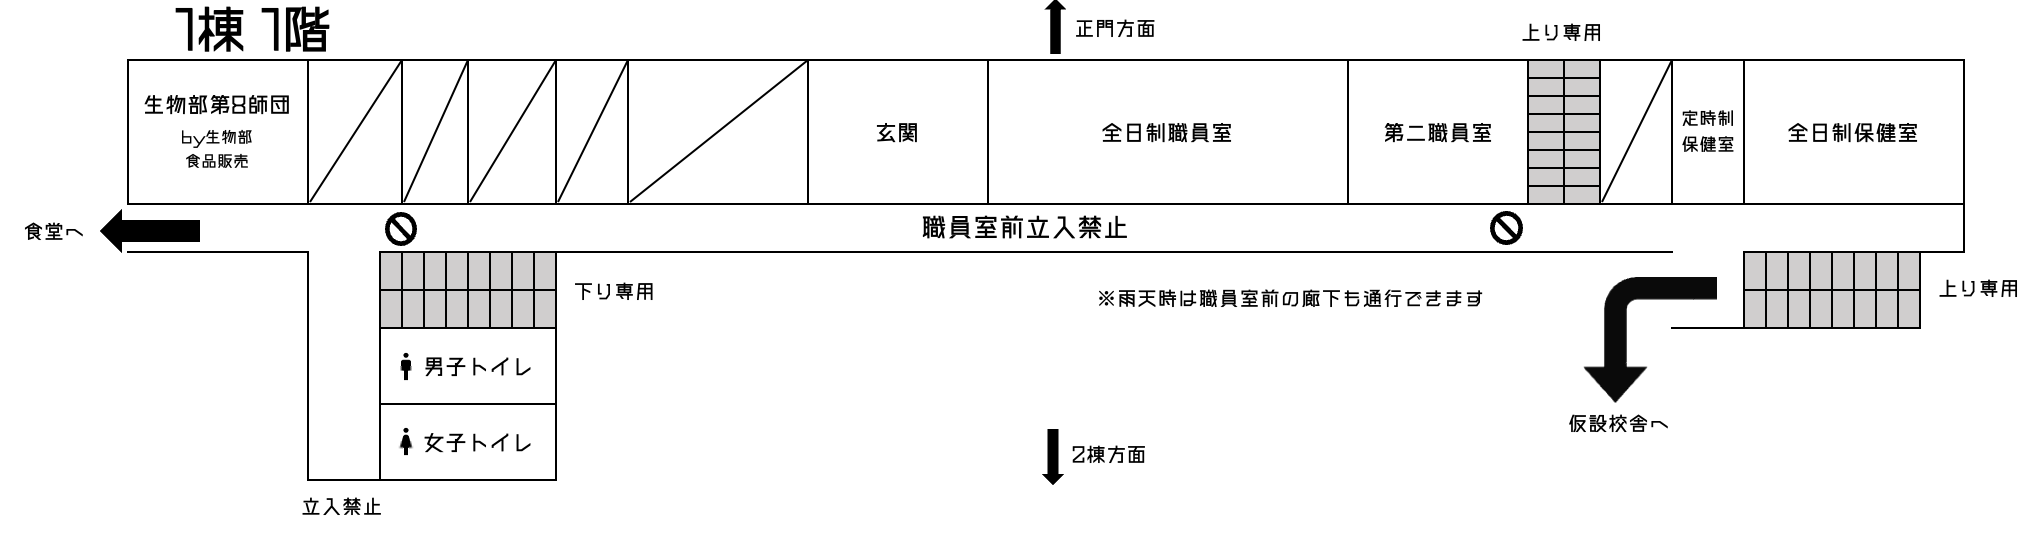 1棟 1階
正門方面
上り専用
生物部第8師団
by生物部
食品販売
玄関
全日制職員室
第二職員室
定時制
保健室
全日制保健室
食堂へ
職員室前立入禁止
下り専用
※雨天時は職員室前の廊下も通行できます
上り専用
男子トイレ
女子トイレ
仮設校舎へ
2棟方面
立入禁止